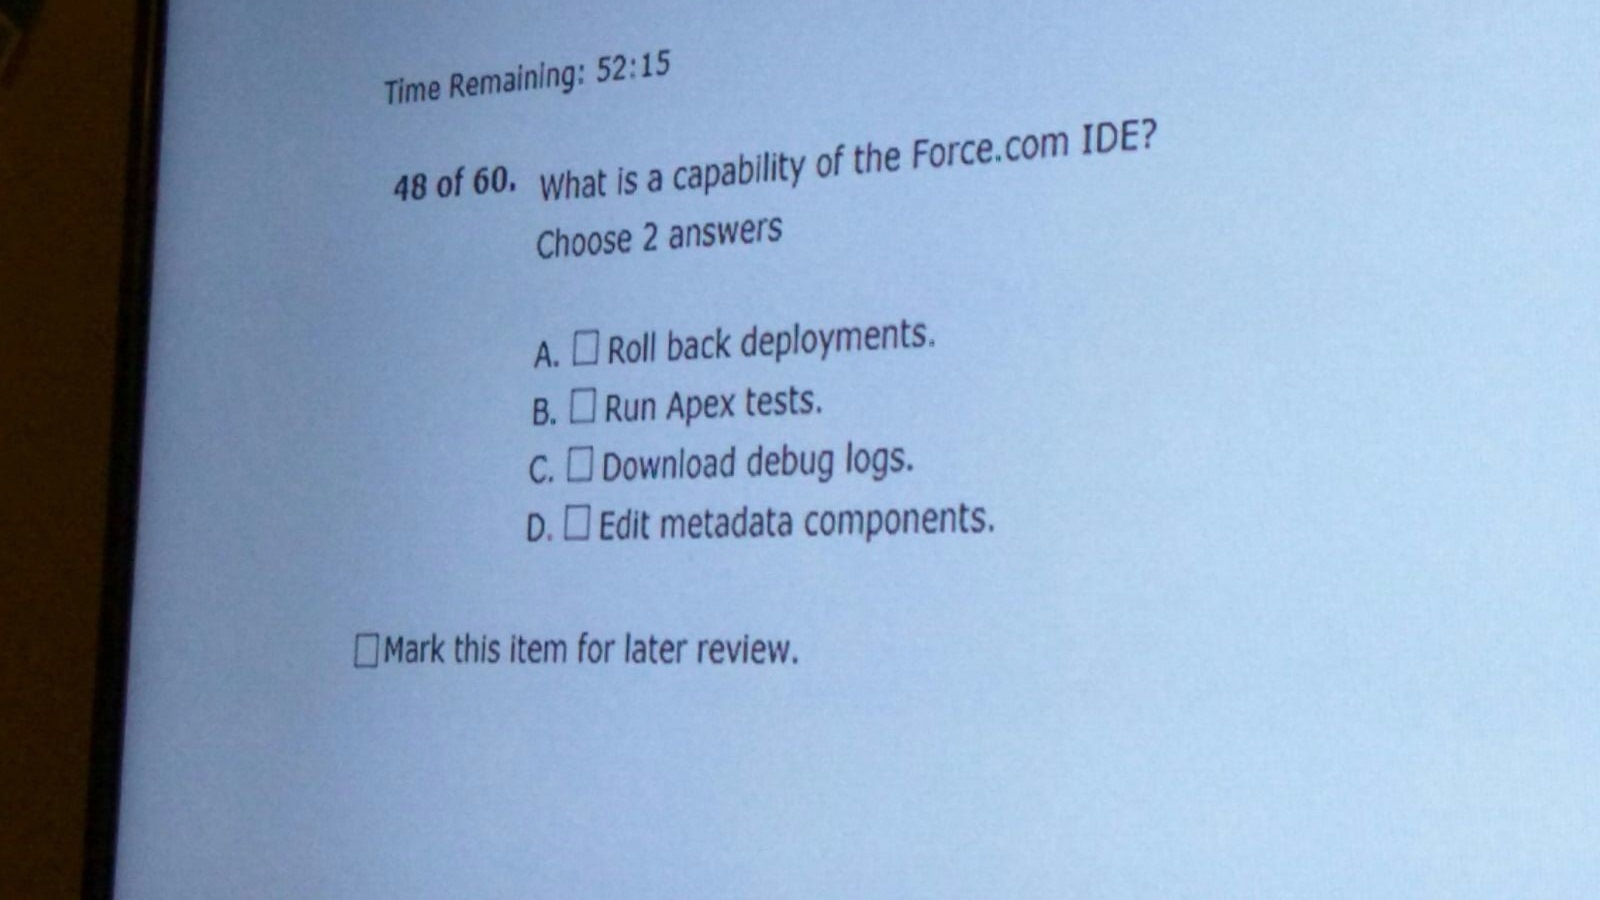 Time Remaining: 52:15
48 of 60. What is a capability of the Force.com IDE?
Choose 2 answers
A. Roll back deployments.
B. Run Apex tests.
C. Download debug logs.
D. Edit metadata components.
Mark this item for later review.